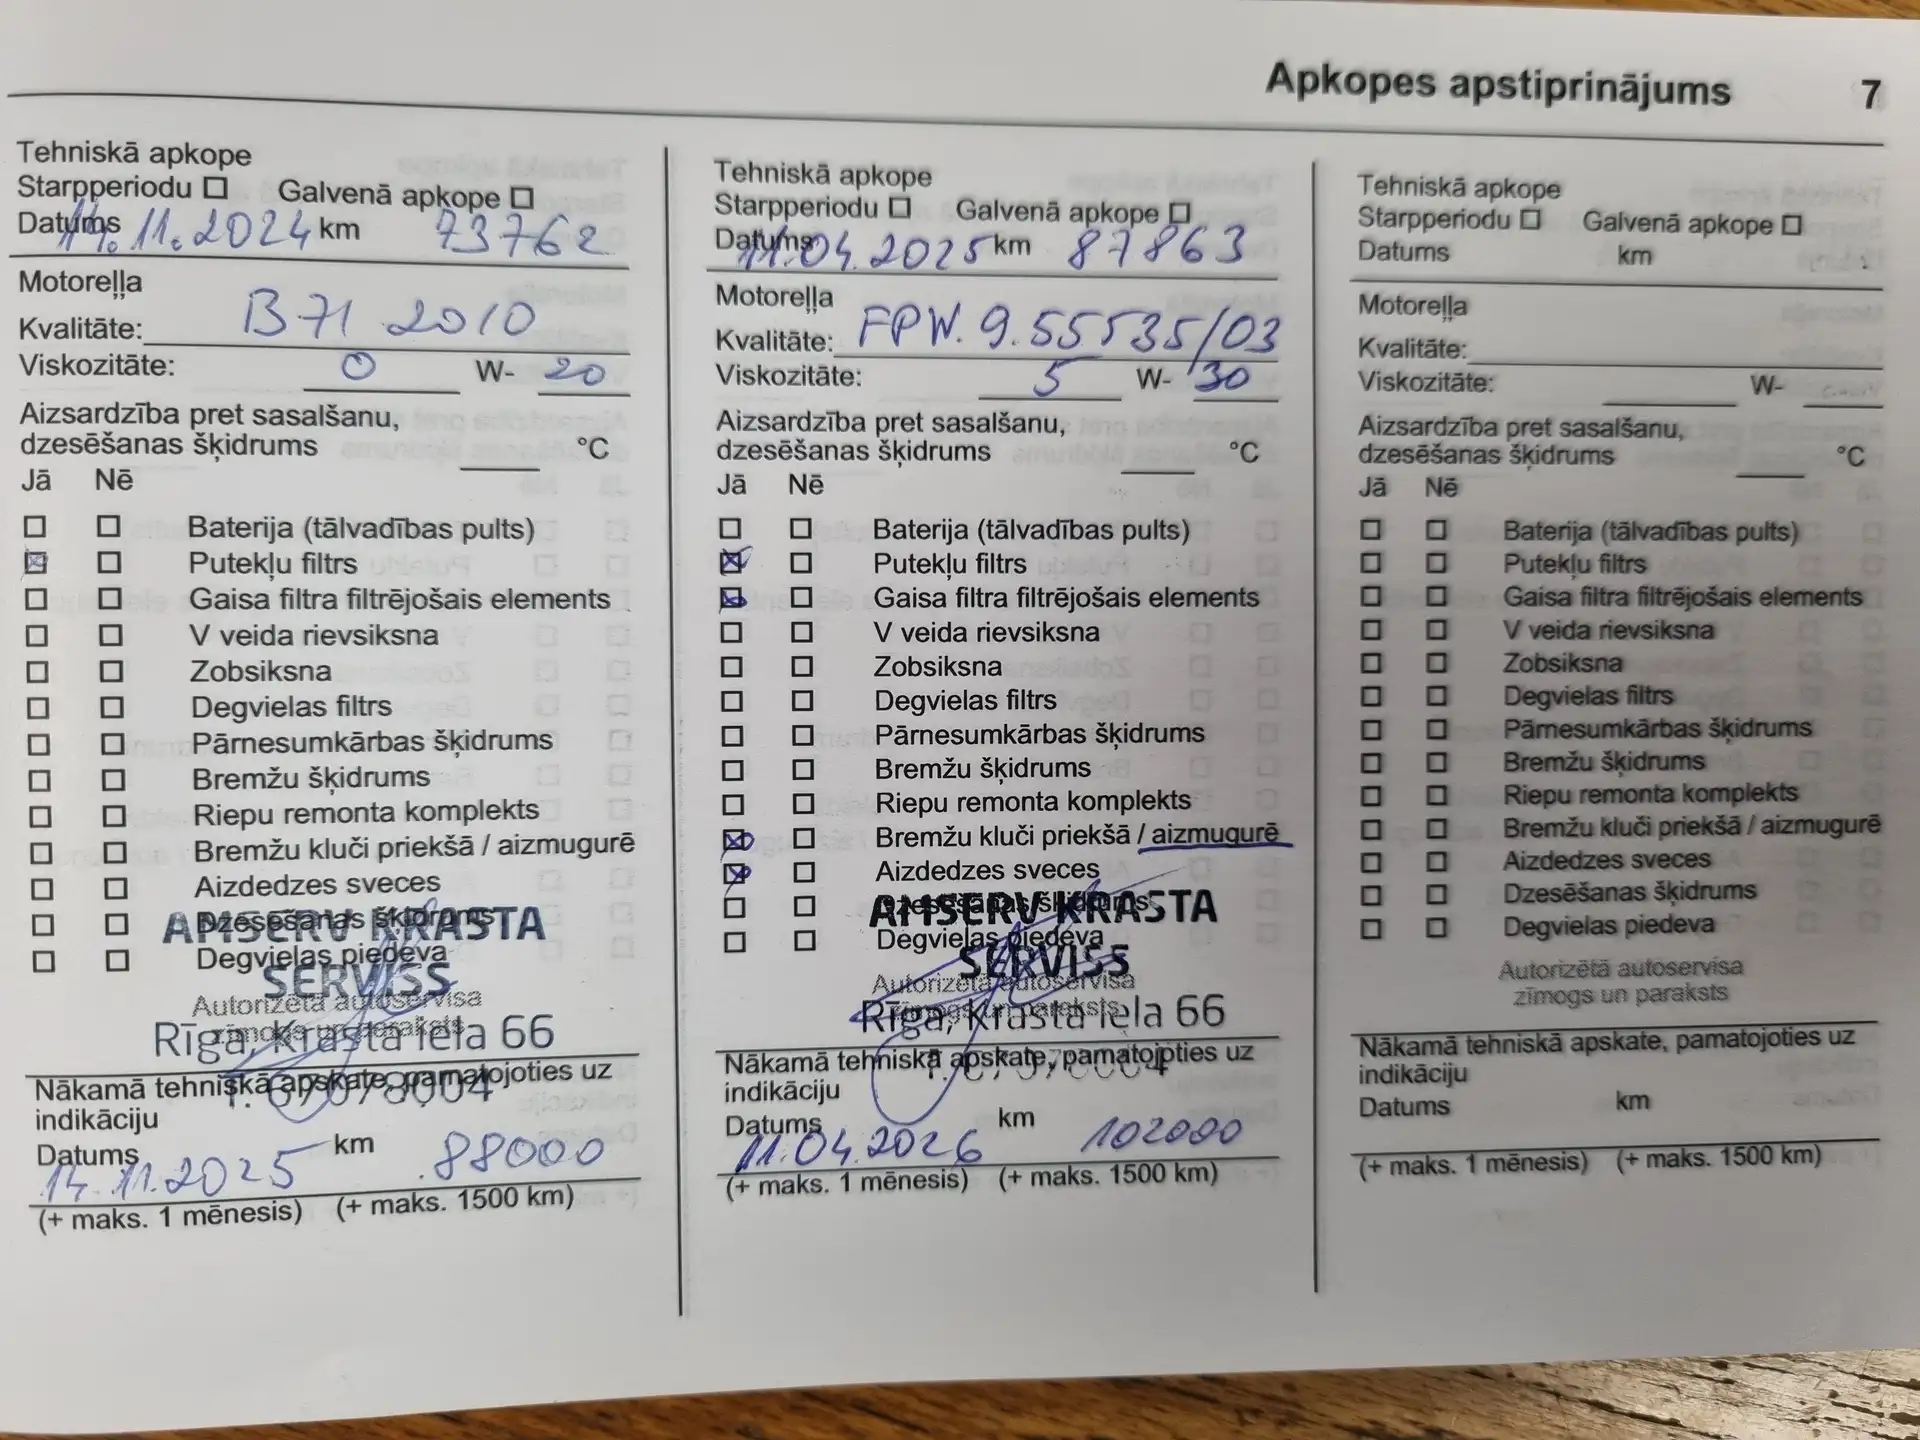 Apkopes apstiprinājums 7
Tehniskā apkope
Starpperiodu Galvenā apkope
Datums 14.11.2024 km 73762
Motoreļļa
Kvalitāte: B71 2010
Viskozitāte: 0 W- 20
Aizsardzība pret sasalšanu,
dzesēšanas šķidrums °C
Jā Nē
Baterija (tālvadības pults)
Putekļu filtrs
Gaisa filtra filtrējošais elements
V veida rievsiksna
Zobsiksna
Degvielas filtrs
Pārnesumkārbas šķidrums
Bremžu šķidrums
Riepu remonta komplekts
Bremžu kluči priekšā / aizmugurē
Aizdedzes sveces
Dzesēšanas šķidrums
AMSERV KRASTA
Degvielas piedeva
SERVISS
Autorizētā autoservisa
zīmogs un paraksts
Rīga, Krasta iela 66
Nākamā tehniskā apskate, pamatojoties uz
T. 67078004
indikāciju
Datums 14.11.2025 km 88000
(+ maks. 1 mēnesis) (+ maks. 1500 km)
Tehniskā apkope
Starpperiodu Galvenā apkope
Datums 11.04.2025 km 87863
Motoreļļa
Kvalitāte: FPW.9.55535/03
Viskozitāte: 5 W- 30
Aizsardzība pret sasalšanu,
dzesēšanas šķidrums °C
Jā Nē
Baterija (tālvadības pults)
Putekļu filtrs
Gaisa filtra filtrējošais elements
V veida rievsiksna
Zobsiksna
Degvielas filtrs
Pārnesumkārbas šķidrums
Bremžu šķidrums
Riepu remonta komplekts
Bremžu kluči priekšā / aizmugurē
Aizdedzes sveces
Dzesēšanas šķidrums
AMSERV KRASTA
Degvielas piedeva
SERVISS
Autorizētā autoservisa
zīmogs un paraksts
Rīga, Krasta iela 66
Nākamā tehniskā apskate, pamatojoties uz
T. 67078004
indikāciju
Datums 11.04.2026 km 102000
(+ maks. 1 mēnesis) (+ maks. 1500 km)
Tehniskā apkope
Starpperiodu Galvenā apkope
Datums km
Motoreļļa
Kvalitāte:
Viskozitāte: W-
Aizsardzība pret sasalšanu,
dzesēšanas šķidrums °C
Jā Nē
Baterija (tālvadības pults)
Putekļu filtrs
Gaisa filtra filtrējošais elements
V veida rievsiksna
Zobsiksna
Degvielas filtrs
Pārnesumkārbas šķidrums
Bremžu šķidrums
Riepu remonta komplekts
Bremžu kluči priekšā / aizmugurē
Aizdedzes sveces
Dzesēšanas šķidrums
Degvielas piedeva
Autorizētā autoservisa
zīmogs un paraksts
Nākamā tehniskā apskate, pamatojoties uz
indikāciju
Datums km
(+ maks. 1 mēnesis) (+ maks. 1500 km)